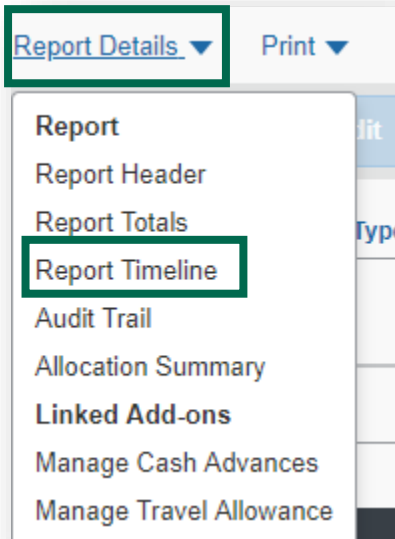 Report Details Print
Report
Report Header
Report Totals
Report Timeline
Audit Trail
Allocation Summary
Linked Add-ons
Manage Cash Advances
Manage Travel Allowance